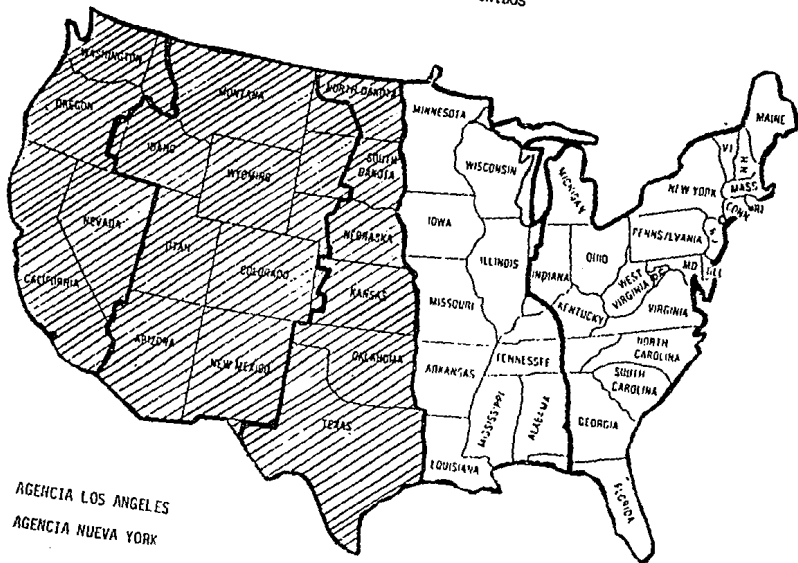 WASHINGTON
OREGON
CALIFORNIA
NEVADA
IDAHO
MONTANA
WYOMING
UTAH
COLORADO
ARIZONA
NEW MEXICO
NORTH DAKOTA
SOUTH
DAKOTA
NEBRASKA
KANSAS
OKLAHOMA
TEXAS
MINNESOTA
WISCONSIN
IOWA
ILLINOIS
MISSOURI
ARKANSAS
LOUISIANA
MISSISSIPPI
ALABAMA
TENNESSEE
KENTUCKY
INDIANA
MICHIGAN
OHIO
WEST
VIRGINIA
VIRGINIA
NORTH
CAROLINA
SOUTH
CAROLINA
GEORGIA
FLORIDA
PENNSYLVANIA
NEW YORK
MAINE
VT
N H
MASS
CONN
RI
NJ
MD
DEL
AGENCIA LOS ANGELES
AGENCIA NUEVA YORK